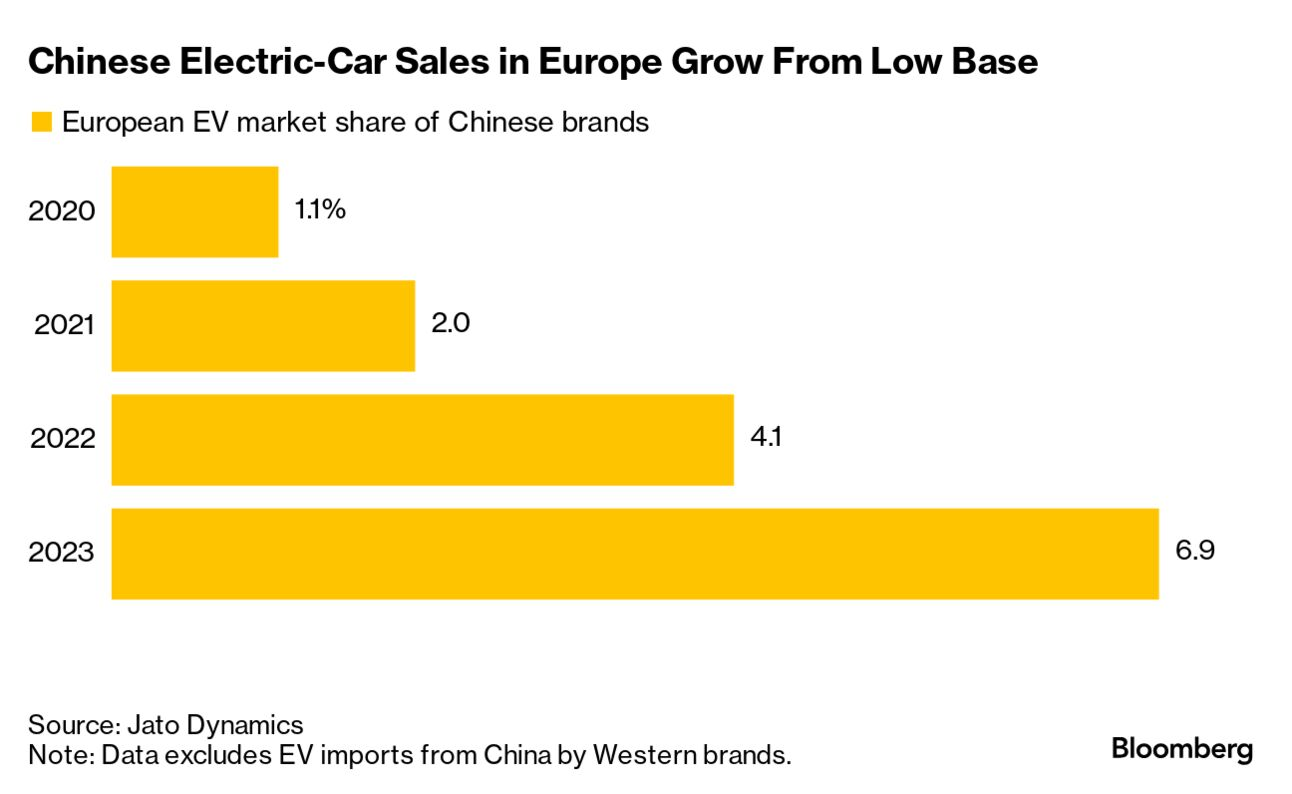 Chinese Electric-Car Sales in Europe Grow From Low Base
European EV market share of Chinese brands
2020 1.1%
2021 2.0
2022 4.1
2023 6.9
Source: Jato Dynamics
Note: Data excludes EV imports from China by Western brands.
Bloomberg